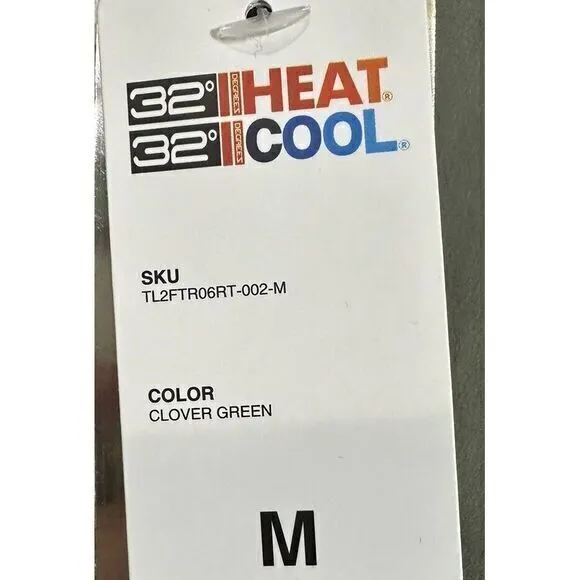 32° DEGREES HEAT®
32° DEGREES COOL®
SKU
TL2FTR06RT-002-M
COLOR
CLOVER GREEN
M